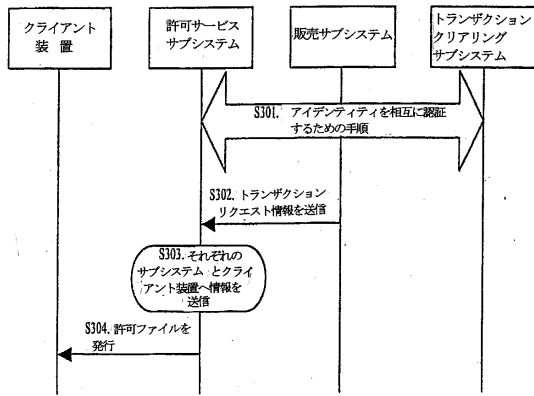 クライアント
装　置
許可サービス
サブシステム
販売サブシステム
トランザクション
クリアリング
サブシステム
S301. アイデンティティを相互に認証
するための手順
S302. トランザクション
リクエスト情報を送信
S303. それぞれの
サブシステム とクライ
アント装置へ情報を
送信
S304. 許可ファイルを
発行